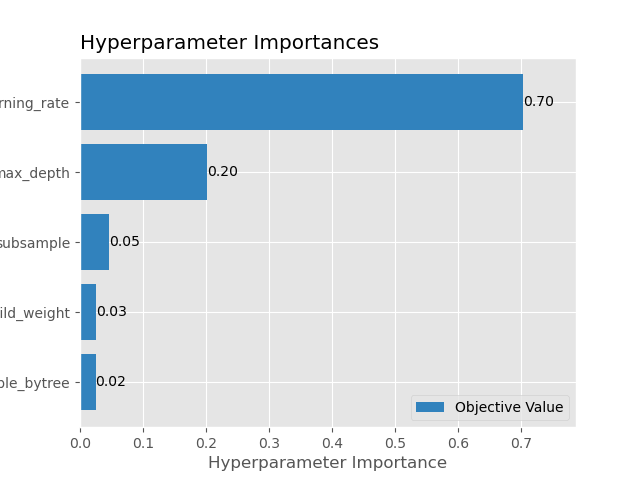 Hyperparameter Importances
rning_rate
0.70
max_depth
0.20
subsample
0.05
ild_weight
0.03
ple_bytree
0.02
Objective Value
0.0 0.1 0.2 0.3 0.4 0.5 0.6 0.7
Hyperparameter Importance